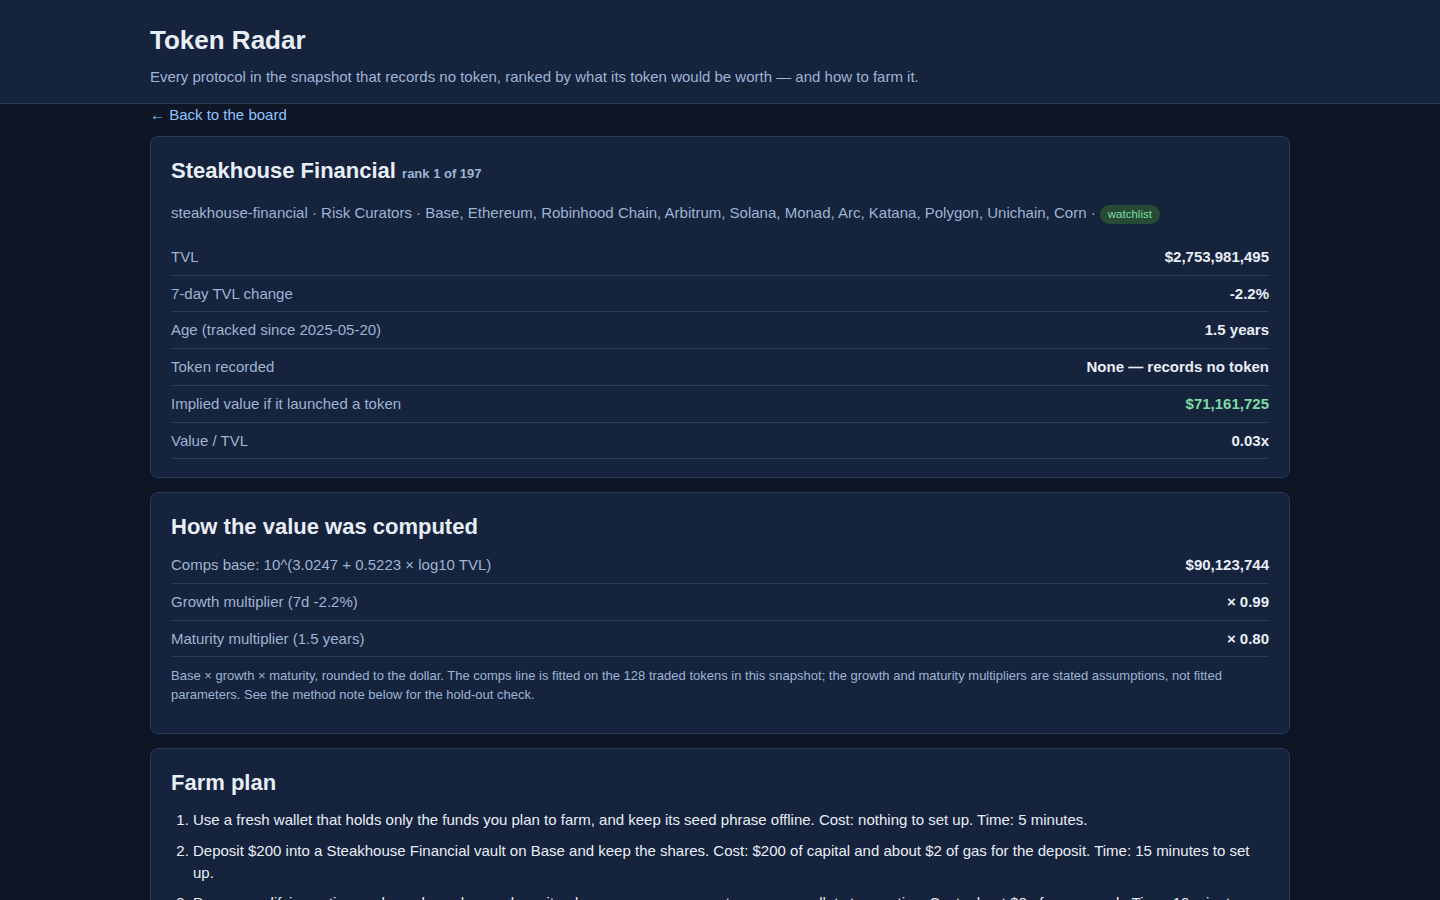 Token Radar
Every protocol in the snapshot that records no token, ranked by what its token would be worth — and how to farm it.
← Back to the board
Steakhouse Financial rank 1 of 197
steakhouse-financial · Risk Curators · Base, Ethereum, Robinhood Chain, Arbitrum, Solana, Monad, Arc, Katana, Polygon, Unichain, Corn · watchlist
TVL $2,753,981,495
7-day TVL change -2.2%
Age (tracked since 2025-05-20) 1.5 years
Token recorded None — records no token
Implied value if it launched a token $71,161,725
Value / TVL 0.03x
How the value was computed
Comps base: 10^(3.0247 + 0.5223 × log10 TVL) $90,123,744
Growth multiplier (7d -2.2%) × 0.99
Maturity multiplier (1.5 years) × 0.80
Base × growth × maturity, rounded to the dollar. The comps line is fitted on the 128 traded tokens in this snapshot; the growth and maturity multipliers are stated assumptions, not fitted
parameters. See the method note below for the hold-out check.
Farm plan
1. Use a fresh wallet that holds only the funds you plan to farm, and keep its seed phrase offline. Cost: nothing to set up. Time: 5 minutes.
2. Deposit $200 into a Steakhouse Financial vault on Base and keep the shares. Cost: $200 of capital and about $2 of gas for the deposit. Time: 15 minutes to set
up.